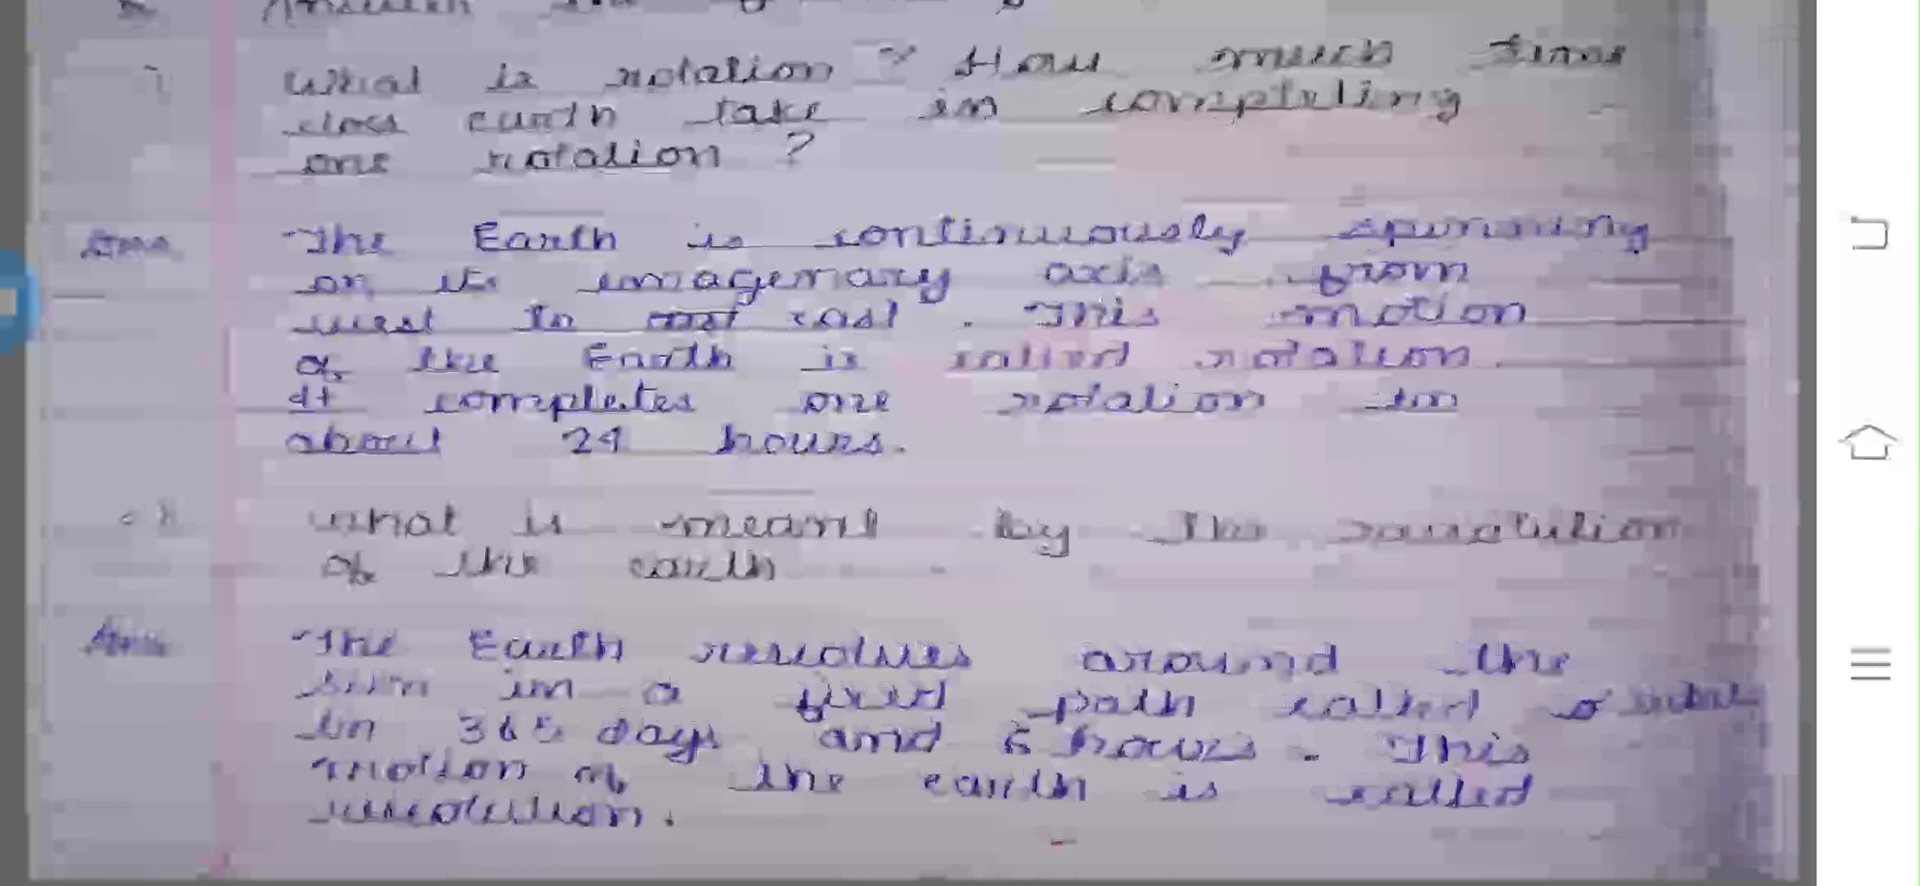 What is rotation ? How much time
does earth take in completing
one rotation ?
Ans The Earth is continuously spinning
on its imagenary axis from
west to east . This motion
of the Earth is called rotation.
It completes one rotation in
about 24 hours.
What is meant by the revolution
of the earth
Ans The Earth revolves around the
sun in a fixed path called orbit
in 365 days and 6 hours . This
motion of the earth is called
revolution .